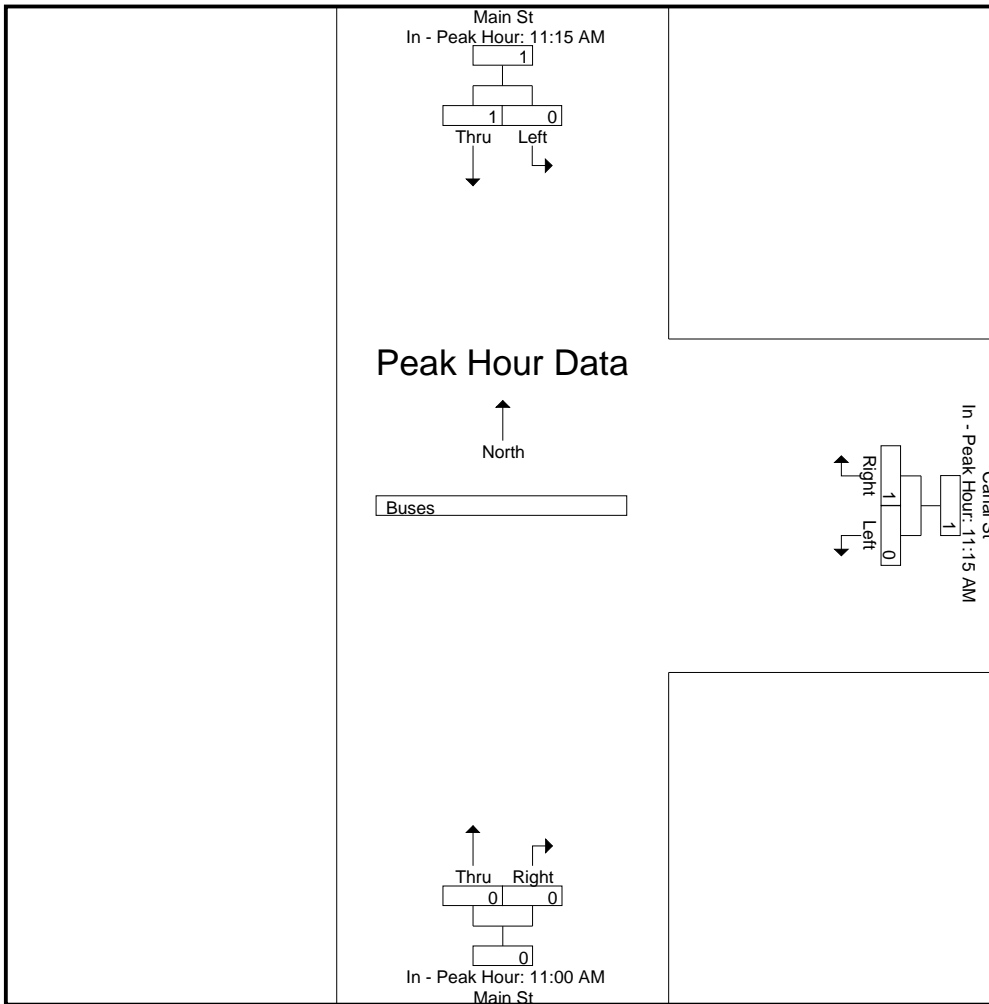 Main St
In - Peak Hour: 11:15 AM
1
1 0
Thru Left
Peak Hour Data
North
Buses
Canal St
In - Peak Hour: 11:15 AM
1
Right 1
Left 0
Thru Right
0 0
0
In - Peak Hour: 11:00 AM
Main St